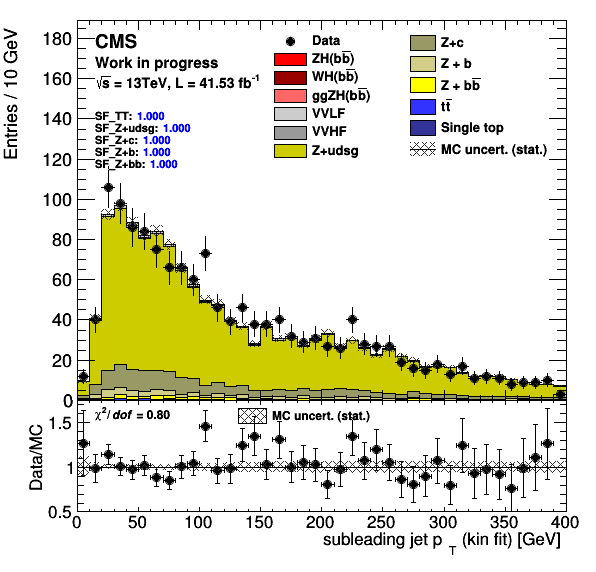 CMS
Work in progress
√s = 13TeV, L = 41.53 fb⁻¹
SF_TT: 1.000
SF_Z+udsg: 1.000
SF_Z+c: 1.000
SF_Z+b: 1.000
SF_Z+bb: 1.000
Data
ZH(bb̅)
WH(bb̅)
ggZH(bb̅)
VVLF
VVHF
Z+udsg
Z+c
Z + b
Z + bb̅
tt̅
Single top
MC uncert. (stat.)
Entries / 10 GeV
180
160
140
120
100
80
60
40
20
0
χ²/dof = 0.80
MC uncert. (stat.)
Data/MC
1.5
1
0.5
0 50 100 150 200 250 300 350 400
subleading jet p_T (kin fit) [GeV]